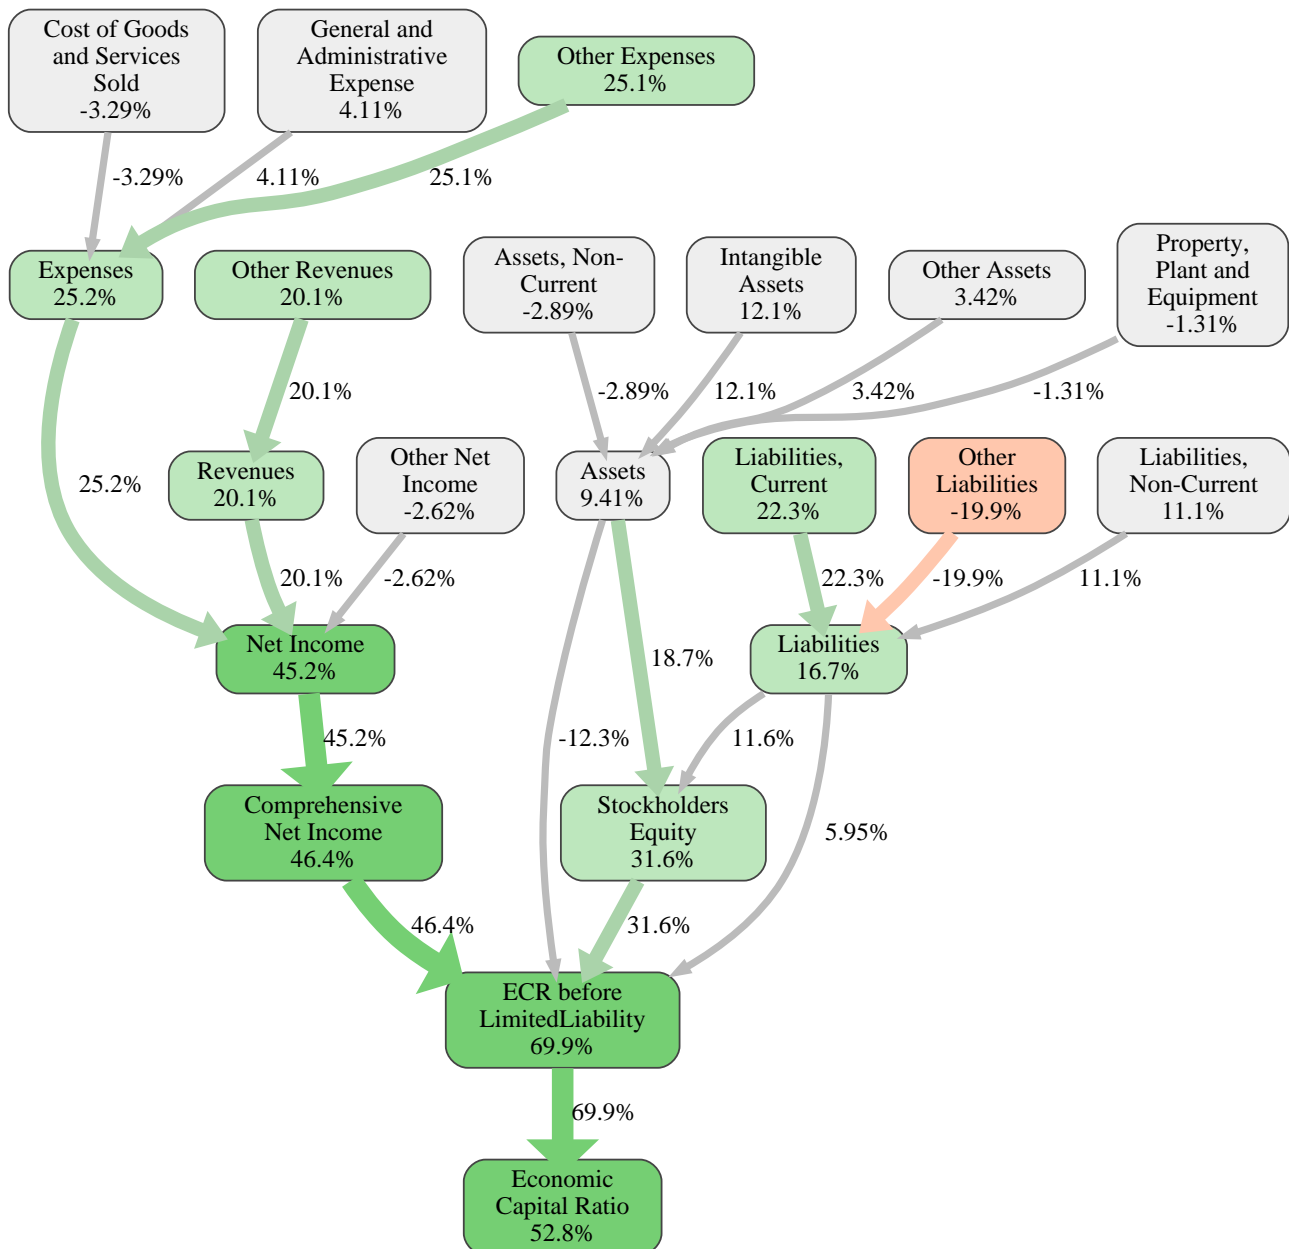 Cost of Goods
and Services
Sold
-3.29%
General and
Administrative
Expense
4.11%
Other Expenses
25.1%
-3.29%
4.11%
25.1%
Expenses
25.2%
Other Revenues
20.1%
Assets, Non-
Current
-2.89%
Intangible
Assets
12.1%
Other Assets
3.42%
Property,
Plant and
Equipment
-1.31%
20.1%
-2.89%
12.1%
3.42%
-1.31%
25.2%
Revenues
20.1%
Other Net
Income
-2.62%
Assets
9.41%
Liabilities,
Current
22.3%
Other
Liabilities
-19.9%
Liabilities,
Non-Current
11.1%
20.1%
-2.62%
22.3%
-19.9%
11.1%
Net Income
45.2%
18.7%
Liabilities
16.7%
45.2%
-12.3%
11.6%
5.95%
Comprehensive
Net Income
46.4%
Stockholders
Equity
31.6%
46.4%
31.6%
ECR before
LimitedLiability
69.9%
69.9%
Economic
Capital Ratio
52.8%